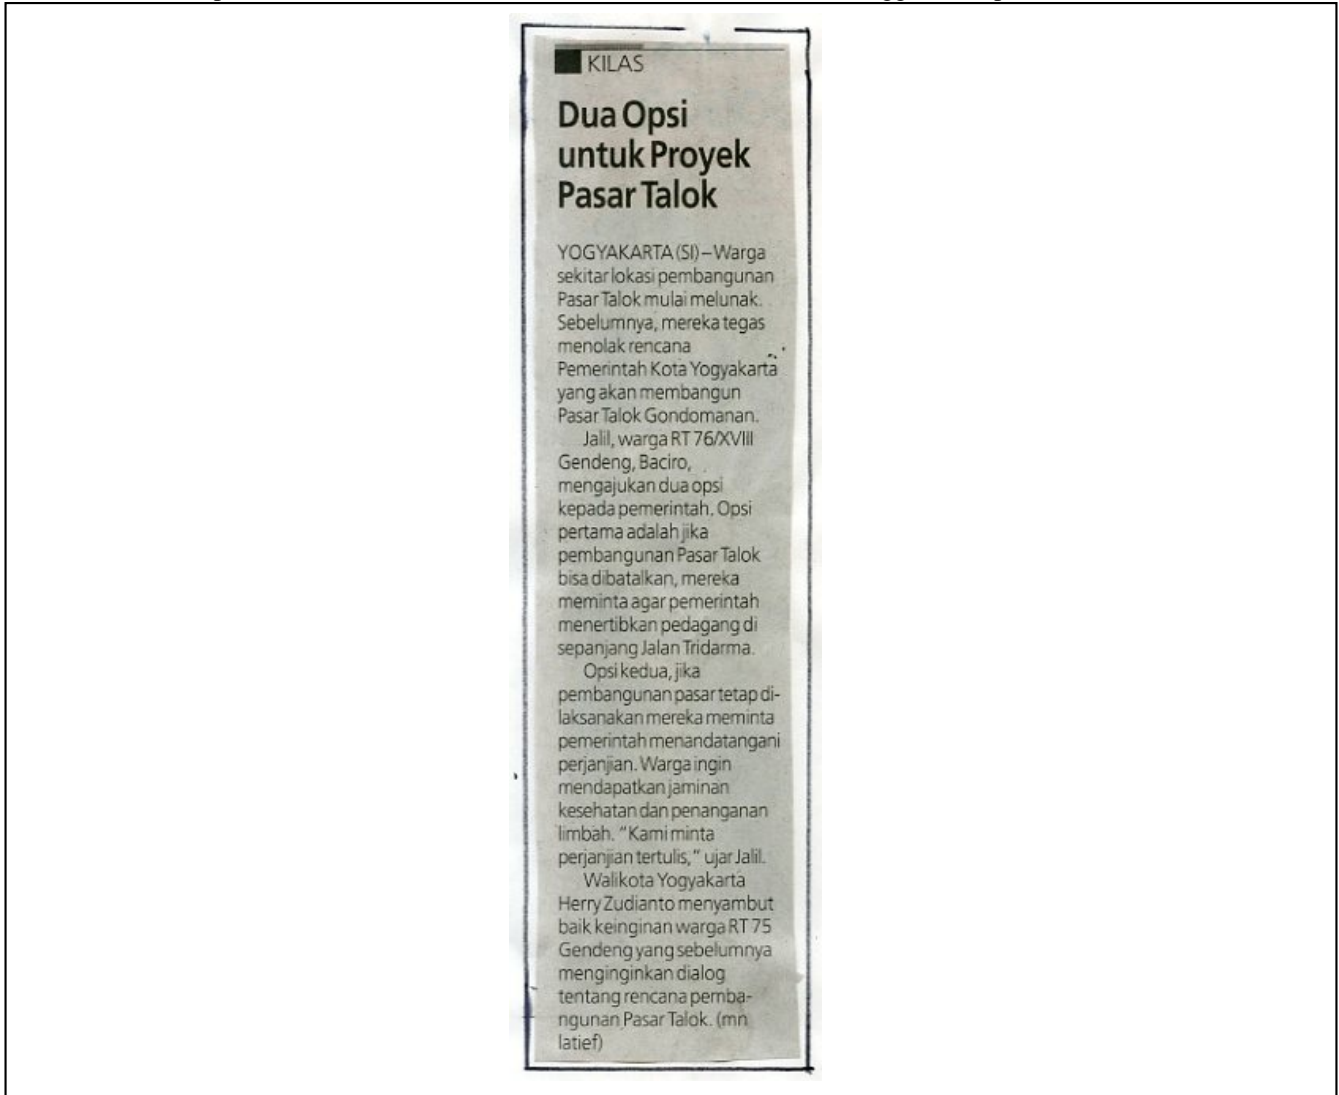 KILAS
Dua Opsi
untuk Proyek
Pasar Talok
YOGYAKARTA (SI) – Warga
sekitar lokasi pembangunan
Pasar Talok mulai melunak.
Sebelumnya, mereka tegas
menolak rencana
Pemerintah Kota Yogyakarta
yang akan membangun
Pasar Talok Gondomanan.
Jalil, warga RT 76/XVIII
Gendeng, Baciro,
mengajukan dua opsi
kepada pemerintah. Opsi
pertama adalah jika
pembangunan Pasar Talok
bisa dibatalkan, mereka
meminta agar pemerintah
menertibkan pedagang di
sepanjang Jalan Tridarma.
Opsi kedua, jika
pembangunan pasar tetap di-
laksanakan mereka meminta
pemerintah menandatangani
perjanjian. Warga ingin
mendapatkan jaminan
kesehatan dan penanganan
limbah. “Kami minta
perjanjian tertulis,” ujar Jalil.
Walikota Yogyakarta
Herry Zudianto menyambut
baik keinginan warga RT 75
Gendeng yang sebelumnya
menginginkan dialog
tentang rencana pemba-
ngunan Pasar Talok. (mn
latief)